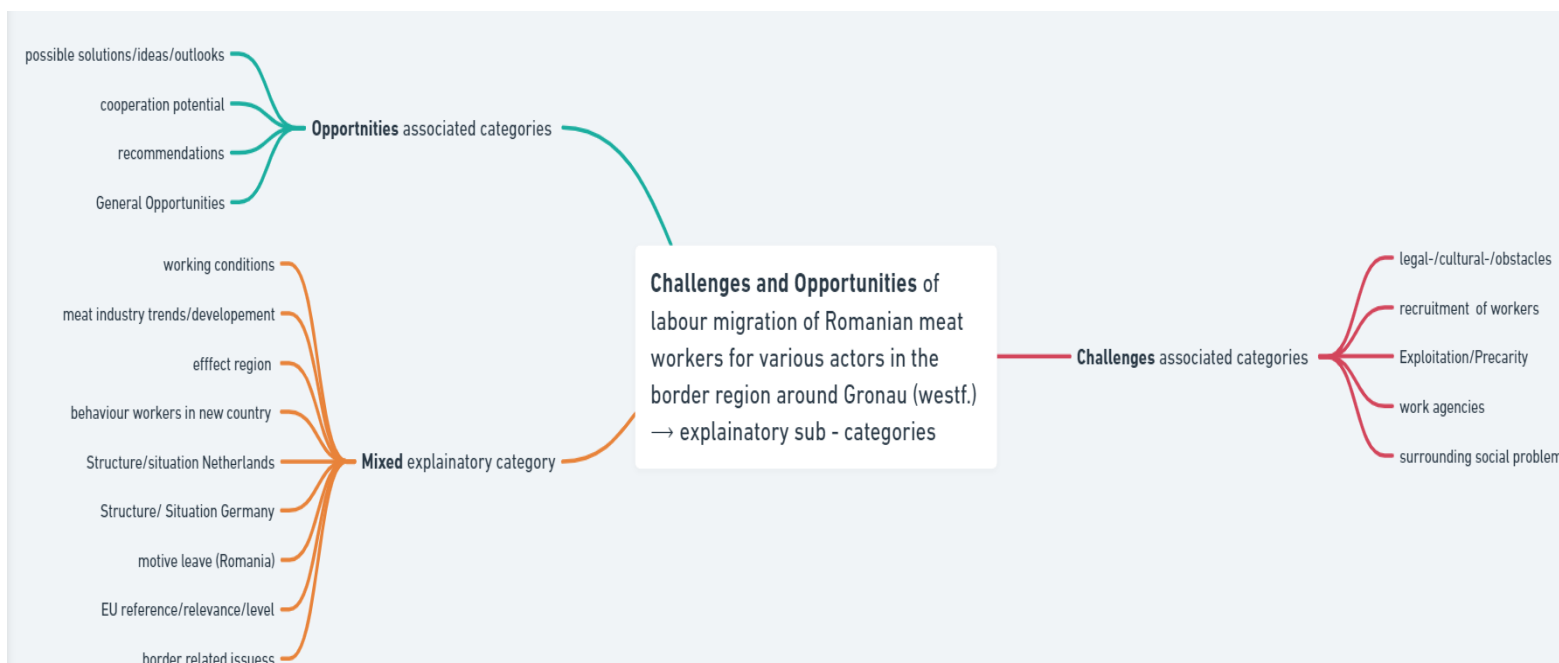 possible solutions/ideas/outlooks
cooperation potential
recommendations
General Opportunities
Opportnities associated categories
working conditions
meat industry trends/developement
efffect region
behaviour workers in new country
Structure/situation Netherlands
Structure/ Situation Germany
motive leave (Romania)
EU reference/relevance/level
border related issuess
Mixed explainatory category
Challenges and Opportunities of
labour migration of Romanian meat
workers for various actors in the
border region around Gronau (westf.)
→ explainatory sub - categories
Challenges associated categories
legal-/cultural-/obstacles
recruitment of workers
Exploitation/Precarity
work agencies
surrounding social problem